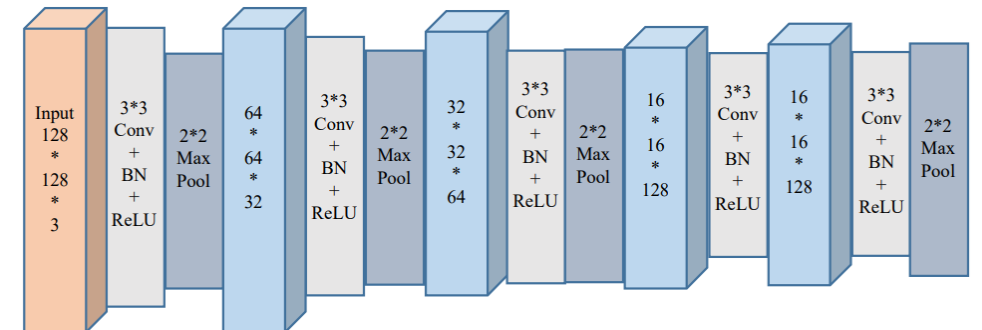 Input
128
*
128
*
3
3*3
Conv
+
BN
+
ReLU
2*2
Max
Pool
64
*
64
*
32
3*3
Conv
+
BN
+
ReLU
2*2
Max
Pool
32
*
32
*
64
3*3
Conv
+
BN
+
ReLU
2*2
Max
Pool
16
*
16
*
128
3*3
Conv
+
BN
+
ReLU
16
*
16
*
128
3*3
Conv
+
BN
+
ReLU
2*2
Max
Pool